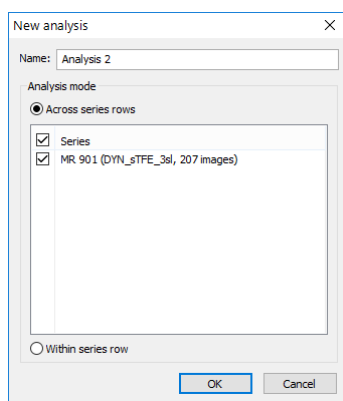 New analysis
Name: Analysis 2
Analysis mode
Across series rows
Series
MR 901 (DYN_sTFE_3sl, 207 images)
Within series row
OK Cancel